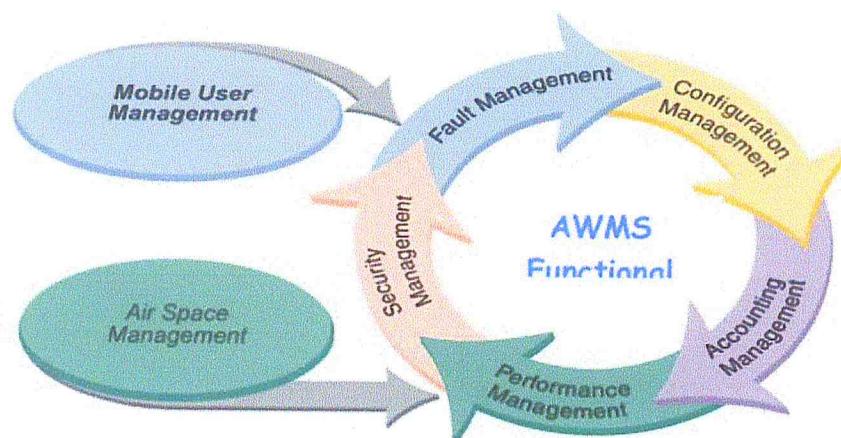 Mobile User
Management
Fault Management
Configuration
Management
AWMS
Functional
Security
Management
Air Space
Management
Accounting
Management
Performance
Management